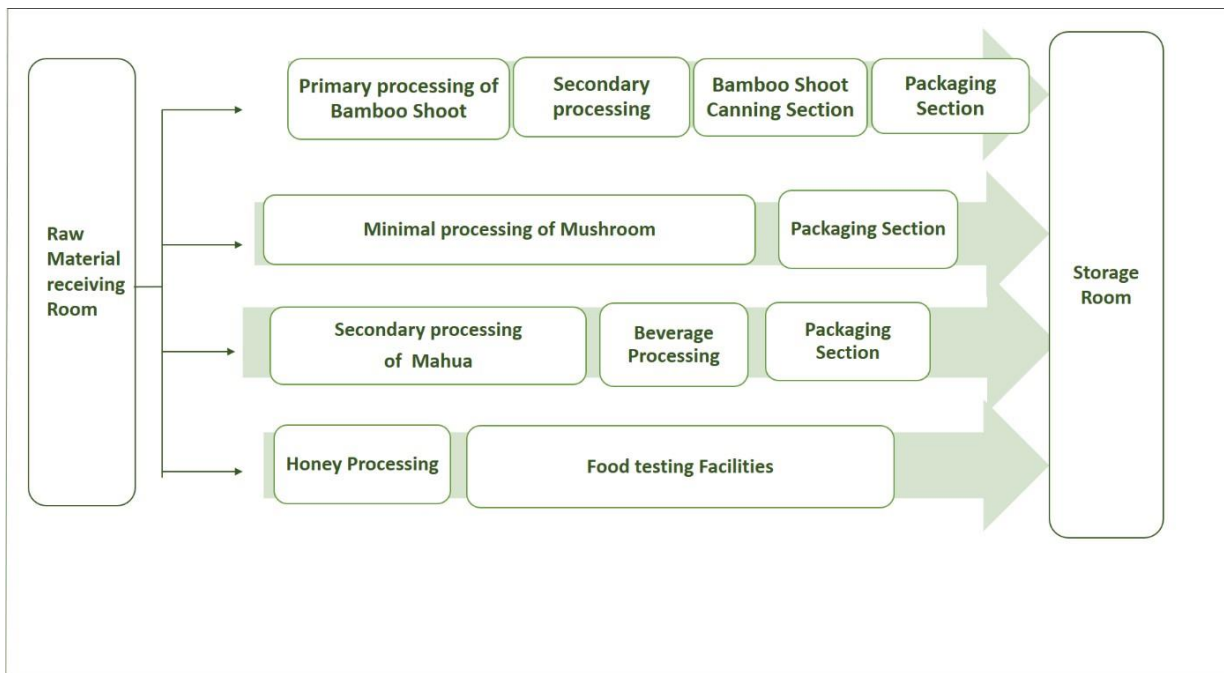 Raw
Material
receiving
Room
Primary processing of
Bamboo Shoot
Secondary
processing
Bamboo Shoot
Canning Section
Packaging
Section
Minimal processing of Mushroom
Packaging Section
Secondary processing
of Mahua
Beverage
Processing
Packaging
Section
Honey Processing
Food testing Facilities
Storage
Room